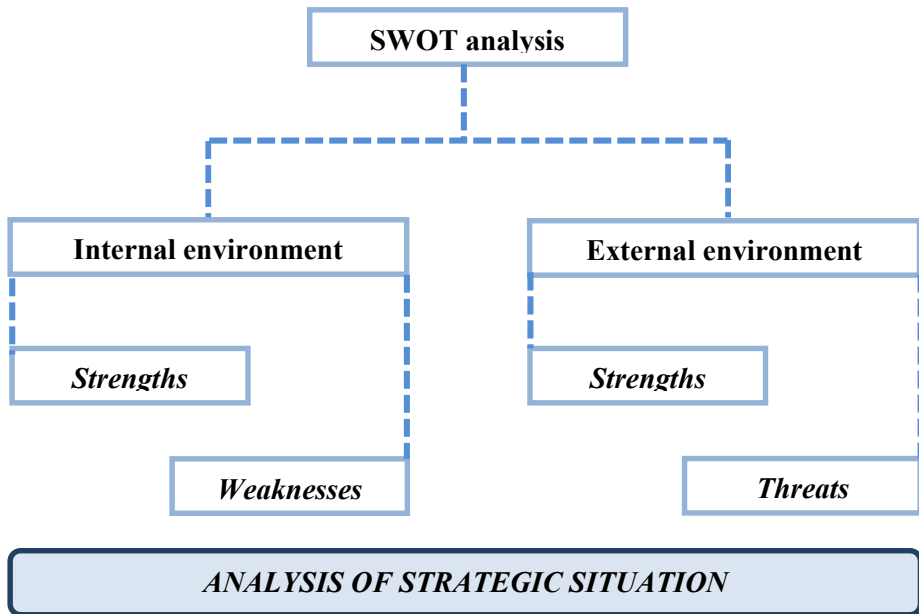 SWOT analysis
Internal environment
External environment
Strengths
Strengths
Weaknesses
Threats
ANALYSIS OF STRATEGIC SITUATION